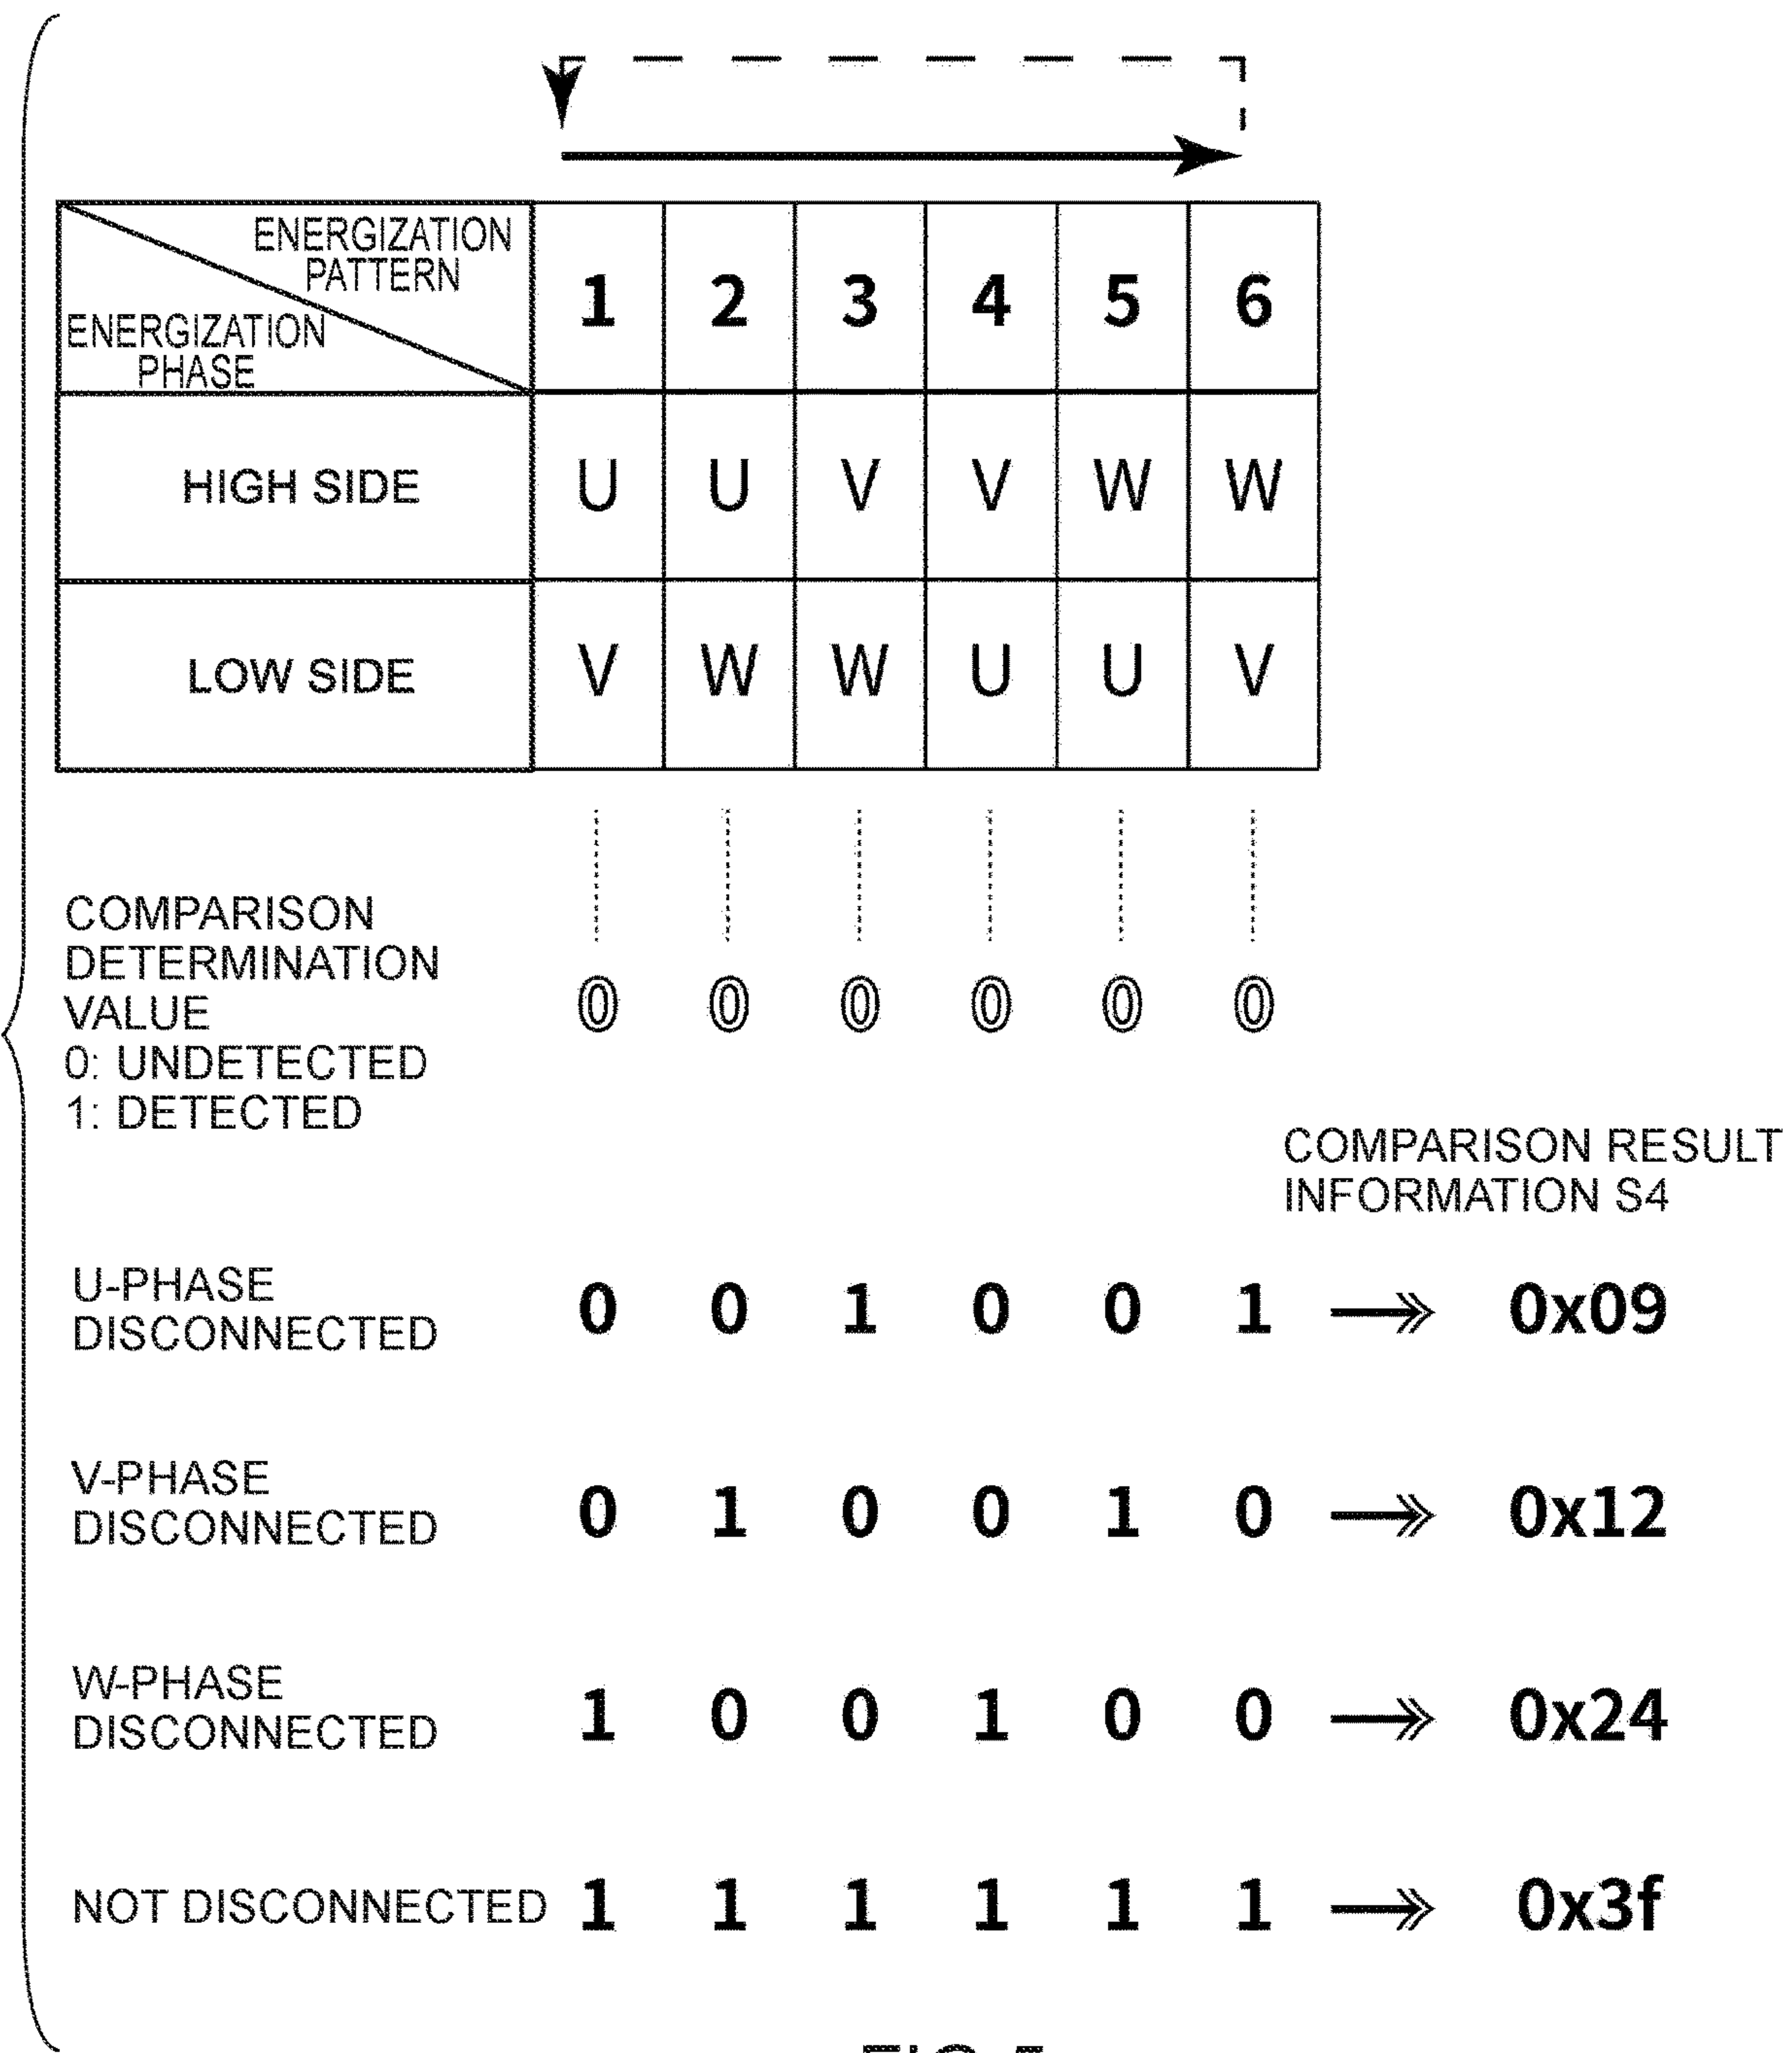 ENERGIZATION
PATTERN
ENERGIZATION
PHASE
1 2 3 4 5 6
HIGH SIDE U U V V W W
LOW SIDE V W W U U V
COMPARISON
DETERMINATION
VALUE
0: UNDETECTED
1: DETECTED
0 0 0 0 0 0
COMPARISON RESULT
INFORMATION S4
U-PHASE
DISCONNECTED
0 0 1 0 0 1 0x09
V-PHASE
DISCONNECTED
0 1 0 0 1 0 0x12
W-PHASE
DISCONNECTED
1 0 0 1 0 0 0x24
NOT DISCONNECTED 1 1 1 1 1 1 0x3f